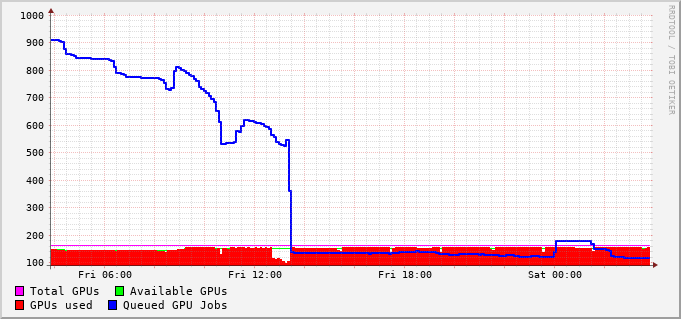 1000
900
800
700
600
500
400
300
200
100
Fri 06:00 Fri 12:00 Fri 18:00 Sat 00:00
Total GPUs Available GPUs
GPUs used Queued GPU Jobs
RRDTOOL / TOBI OETIKER